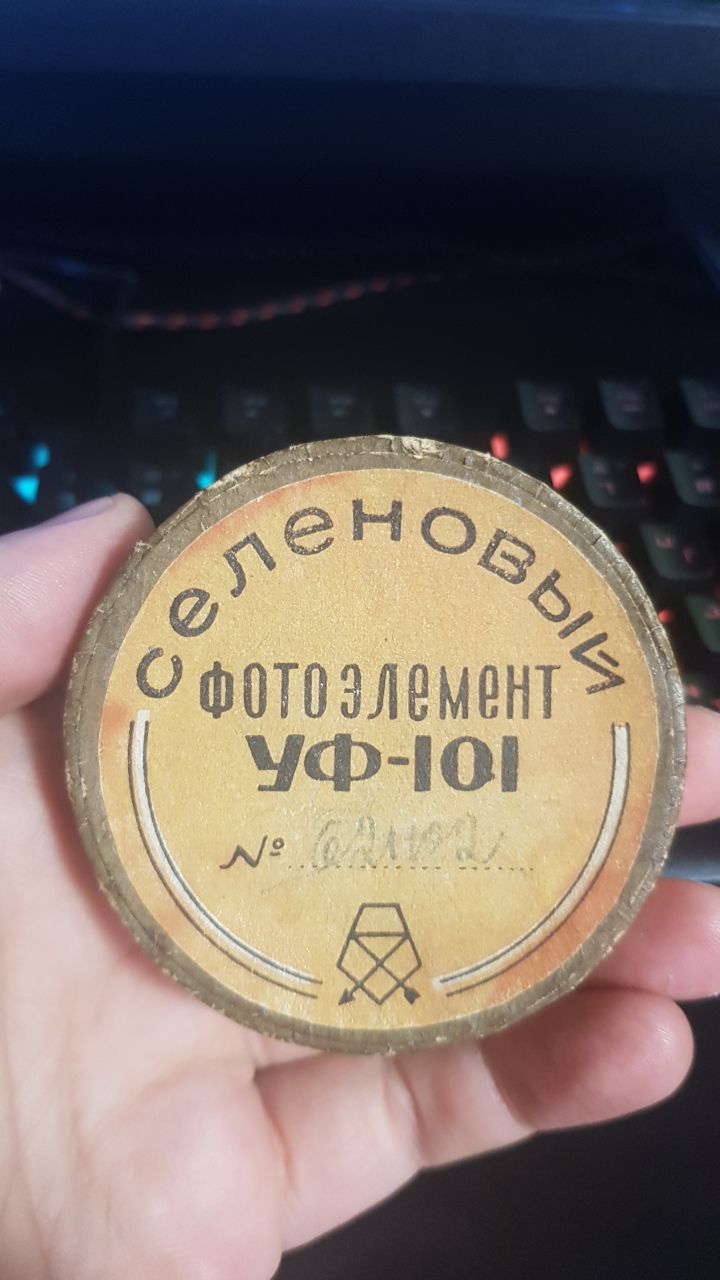 Селеновый
фотоэлемент
УФ-101
№